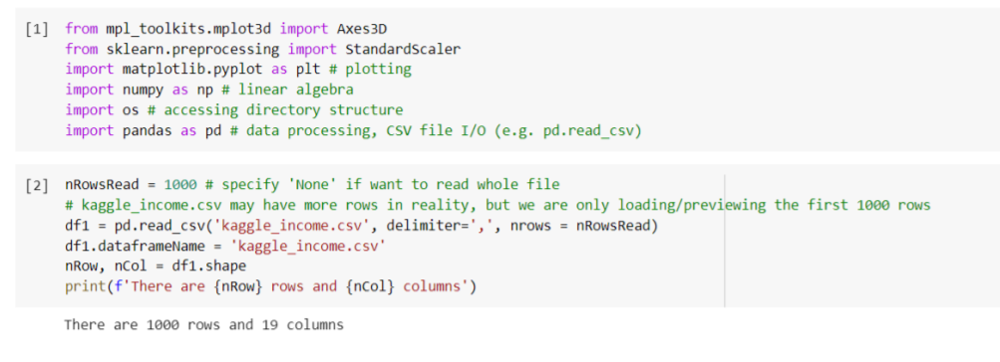 [1] from mpl_toolkits.mplot3d import Axes3D
from sklearn.preprocessing import StandardScaler
import matplotlib.pyplot as plt # plotting
import numpy as np # linear algebra
import os # accessing directory structure
import pandas as pd # data processing, CSV file I/O (e.g. pd.read_csv)
[2] nRowsRead = 1000 # specify 'None' if want to read whole file
# kaggle_income.csv may have more rows in reality, but we are only loading/previewing the first 1000 rows
df1 = pd.read_csv('kaggle_income.csv', delimiter=',', nrows = nRowsRead)
df1.dataframeName = 'kaggle_income.csv'
nRow, nCol = df1.shape
print(f'There are {nRow} rows and {nCol} columns')
There are 1000 rows and 19 columns